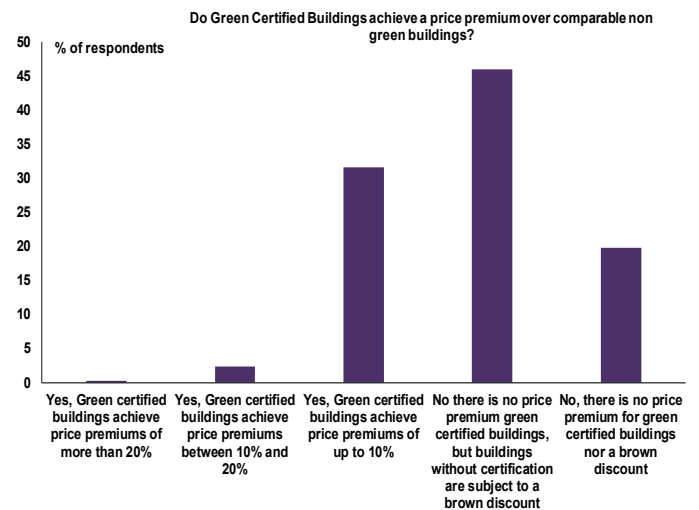 Do Green Certified Buildings achieve a price premium over comparable non
green buildings?
% of respondents
50
45
40
35
30
25
20
15
10
5
0
Yes, Green certified
buildings achieve
price premiums of
more than 20%
Yes, Green certified
buildings achieve
price premiums
between 10% and
20%
Yes, Green certified
buildings achieve
price premiums of
up to 10%
No there is no price
premium green
certified buildings,
but buildings
without certification
are subject to a
brown discount
No, there is no price
premium for green
certified buildings
nor a brown
discount